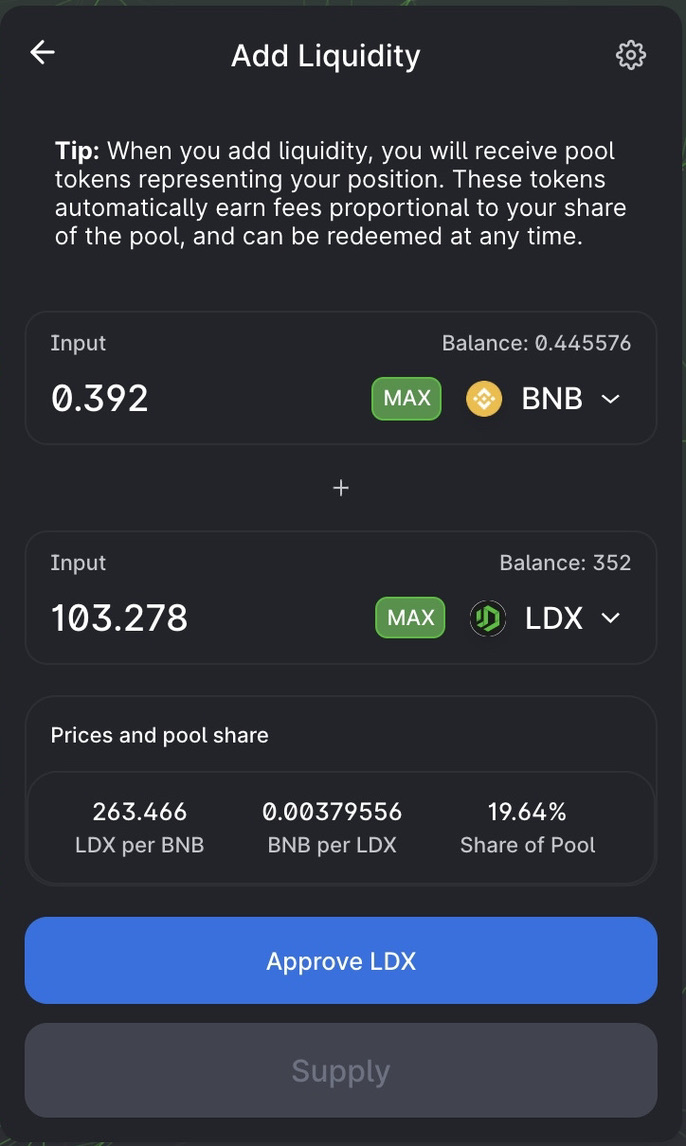 Add Liquidity
Tip: When you add liquidity, you will receive pool
tokens representing your position. These tokens
automatically earn fees proportional to your share
of the pool, and can be redeemed at any time.
Input
Balance: 0.445576
0.392
MAX
BNB
+
Input
Balance: 352
103.278
MAX
LDX
Prices and pool share
263.466
0.00379556
19.64%
LDX per BNB
BNB per LDX
Share of Pool
Approve LDX
Supply